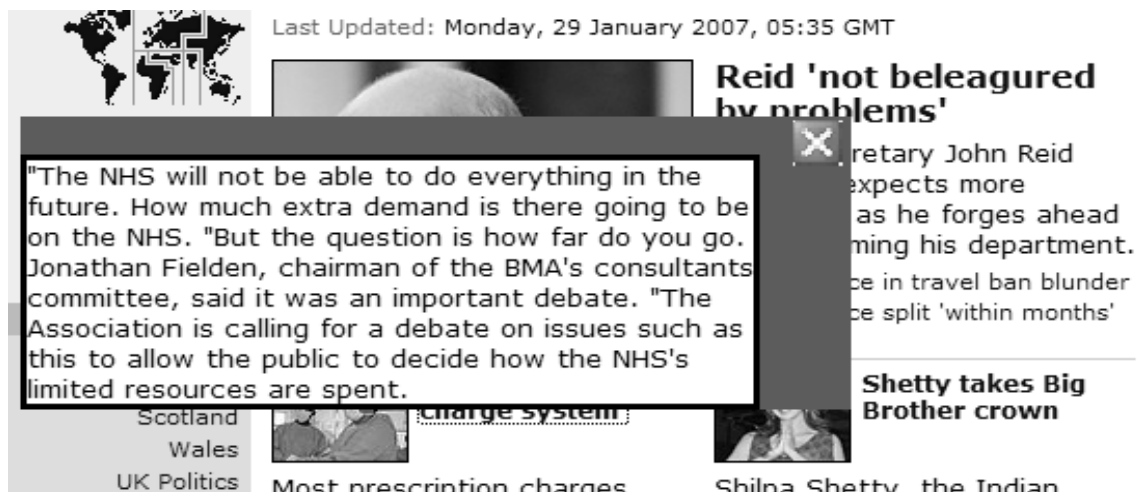 Last Updated: Monday, 29 January 2007, 05:35 GMT
Reid 'not beleagured
by problems'
retary John Reid
expects more
as he forges ahead
ming his department.
ce in travel ban blunder
ce split 'within months'
"The NHS will not be able to do everything in the
future. How much extra demand is there going to be
on the NHS. "But the question is how far do you go.
Jonathan Fielden, chairman of the BMA's consultants
committee, said it was an important debate. "The
Association is calling for a debate on issues such as
this to allow the public to decide how the NHS's
limited resources are spent.
Scotland
Wales
UK Politics
charge system'
Most prescription charges
Shetty takes Big
Brother crown
Shilpa Shetty, the Indian